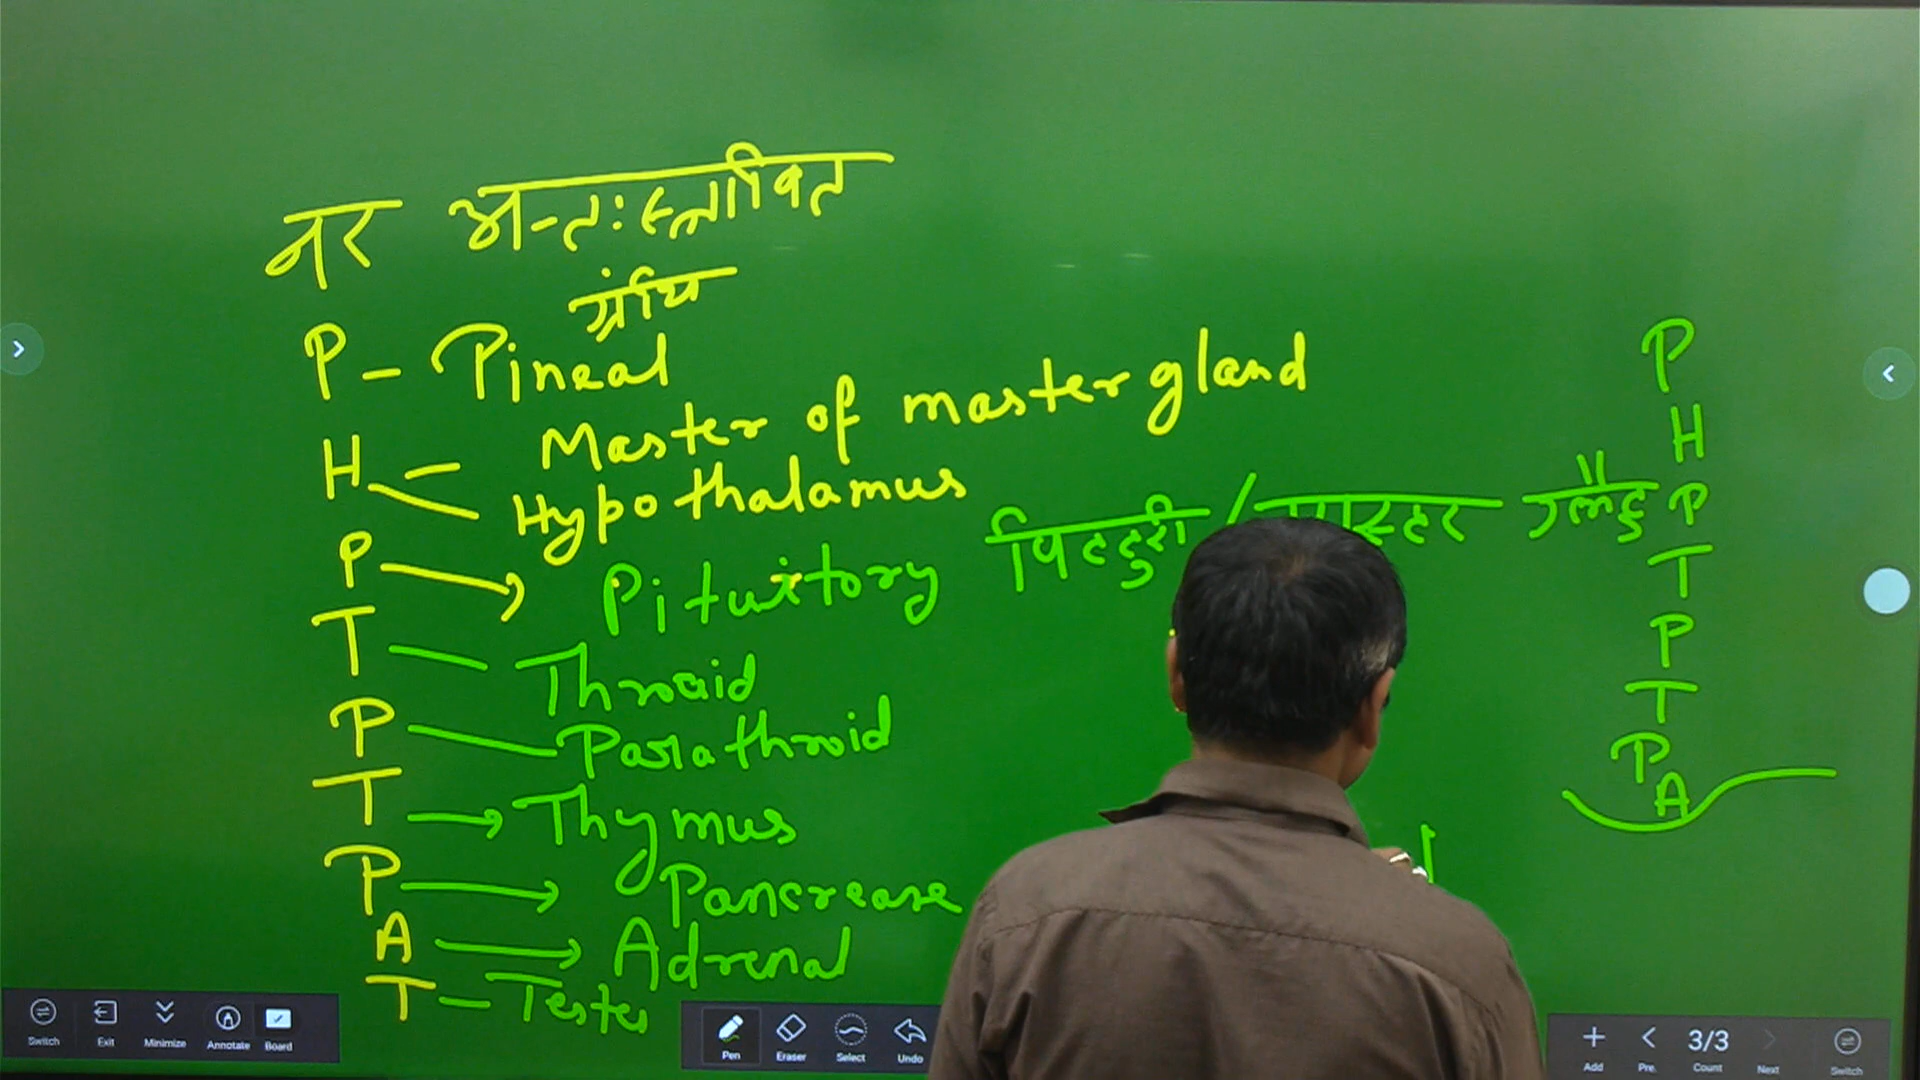 नर अन्तःस्त्रावित
ग्रंथि
P - Pineal
Master of master gland
H - Hypothalamus
P → Pituitory पिटटुरी / मास्टर ग्लेंड
T - Throid
P - Parathroid
T → Thymus
P → Pancrease
A → Adrenal
T - Testes
P
H
P
T
P
T
P
A
Switch Exit Minimize Annotate Board
Pen Eraser Select Undo
Add Pre. 3/3 Count Next Switch